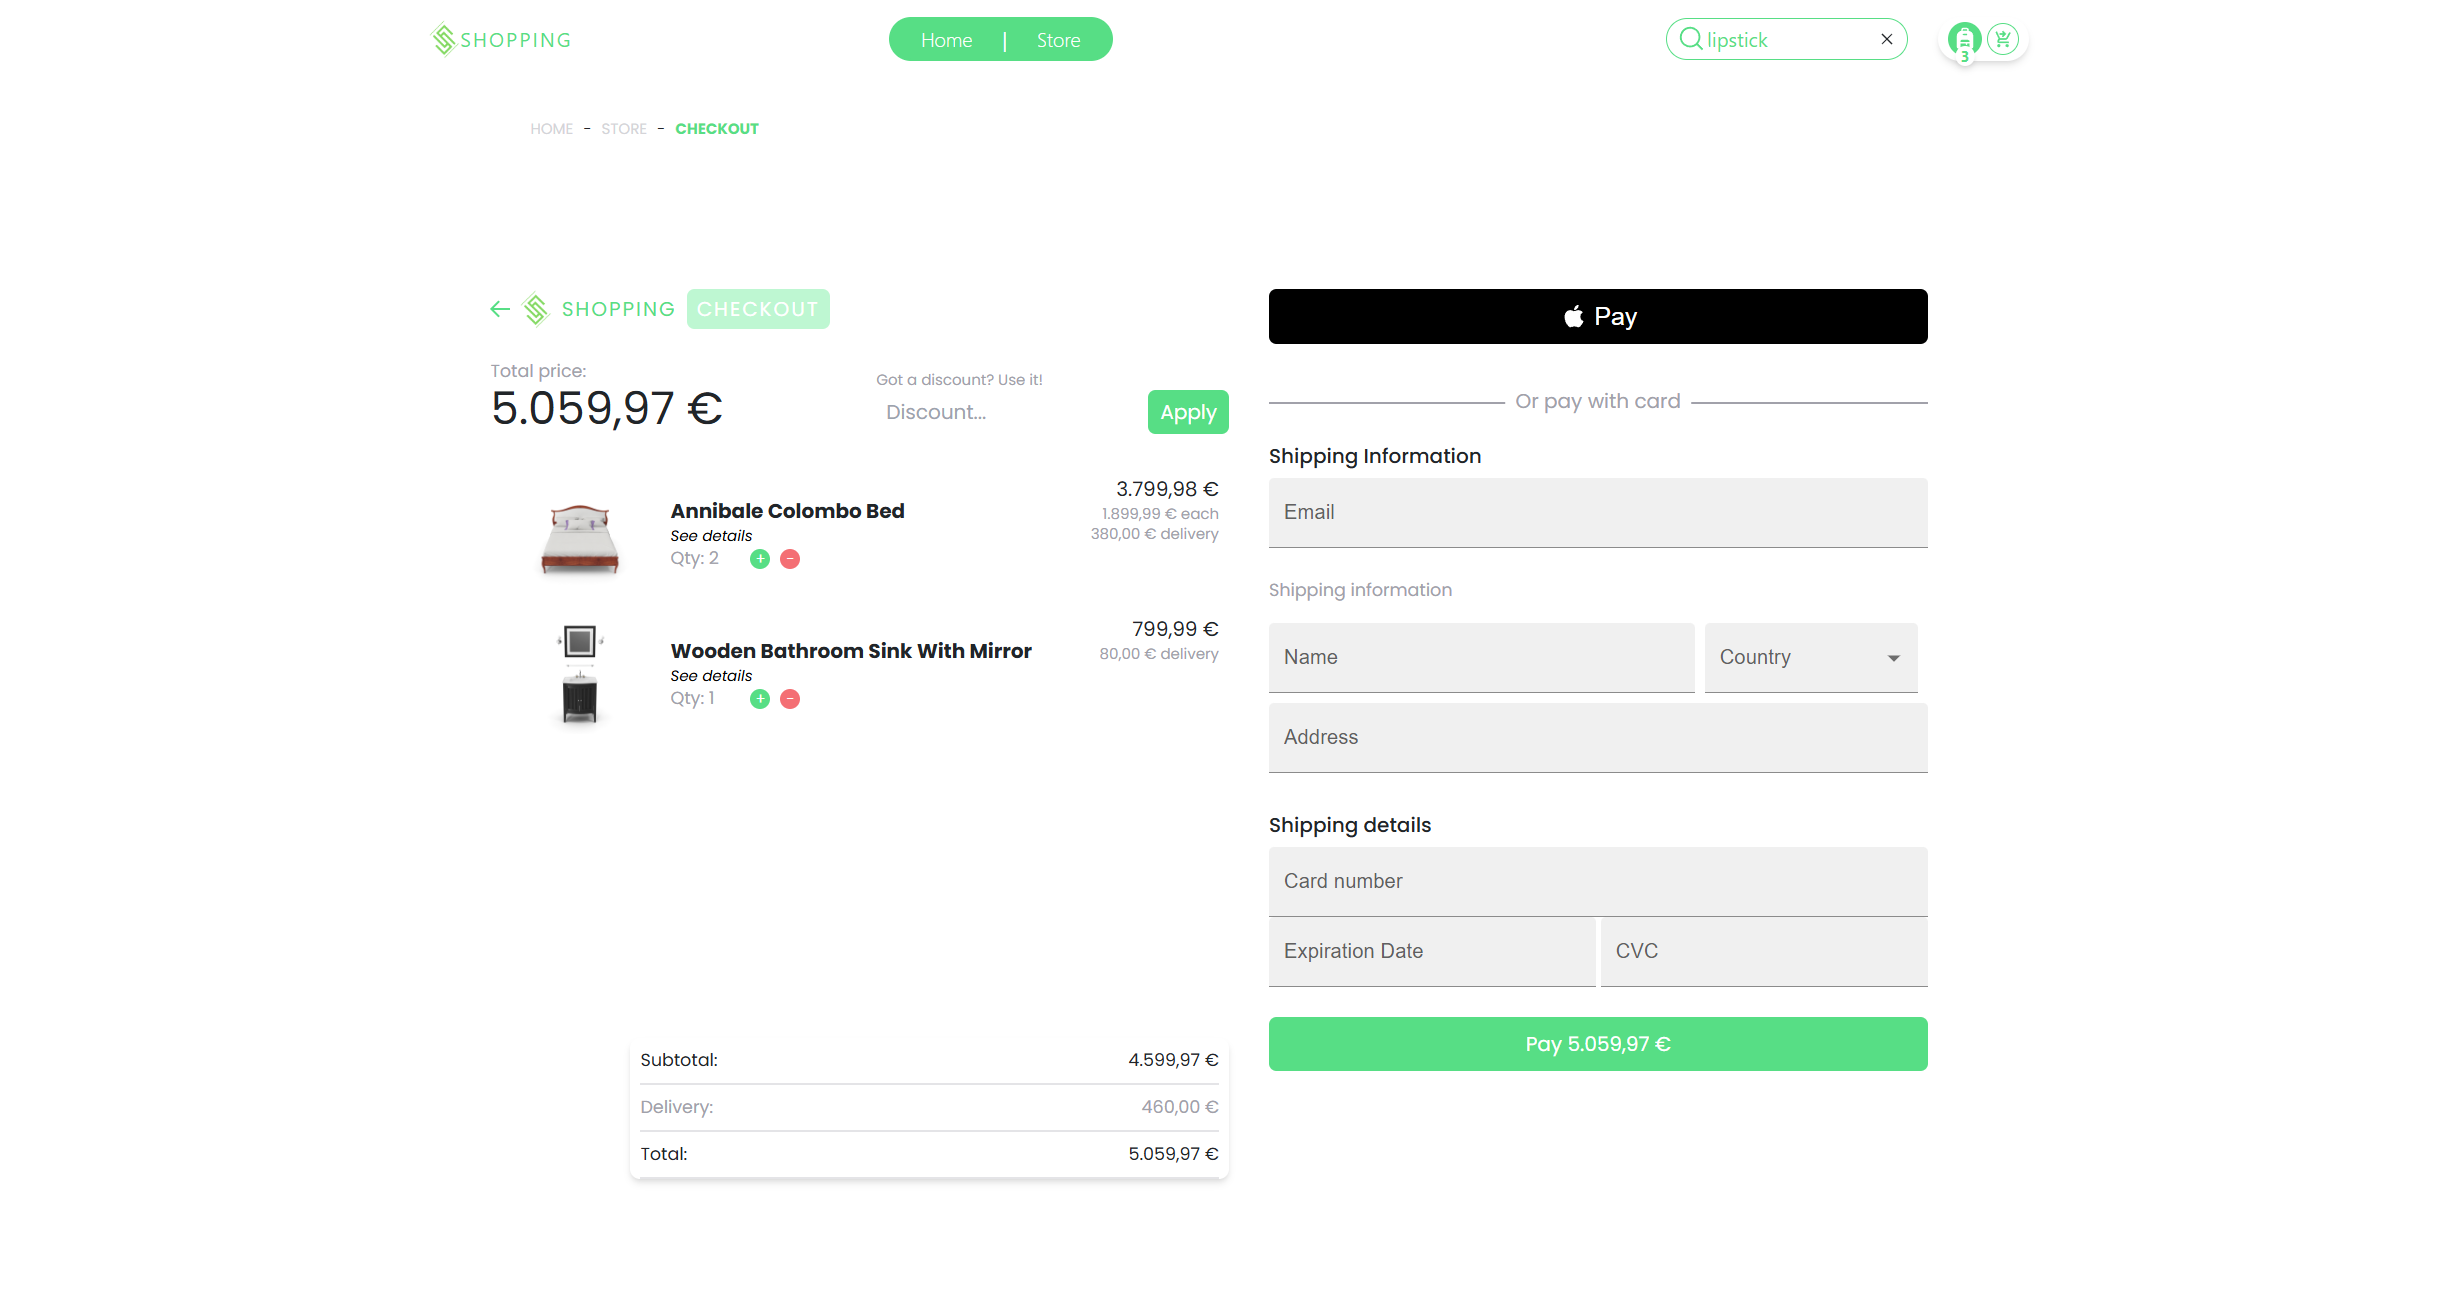 SHOPPING
Home | Store
lipstick
3
HOME - STORE - CHECKOUT
SHOPPING CHECKOUT
Total price:
5.059,97 €
Got a discount? Use it!
Discount...
Apply
Annibale Colombo Bed
See details
Qty: 2 + -
3.799,98 €
1.899,99 € each
380,00 € delivery
Wooden Bathroom Sink With Mirror
See details
Qty: 1 + -
799,99 €
80,00 € delivery
Subtotal: 4.599,97 €
Delivery: 460,00 €
Total: 5.059,97 €
Pay
Or pay with card
Shipping Information
Email
Shipping information
Name
Country
Address
Shipping details
Card number
Expiration Date
CVC
Pay 5.059,97 €